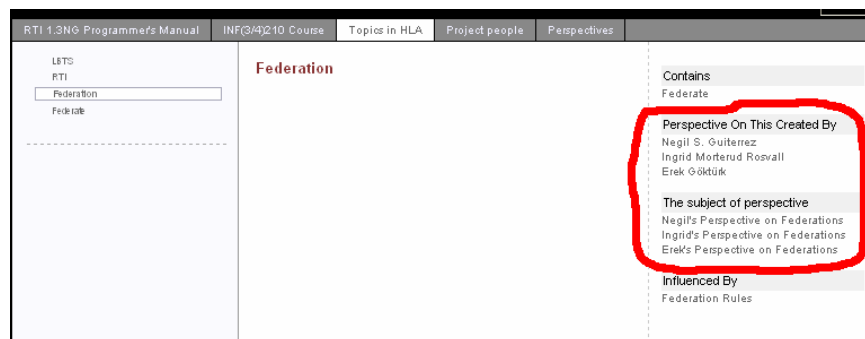 RTI 1.3NG Programmer's Manual INF(3/4)210 Course Topics in HLA Project people Perspectives
LBTS
RTI
Federation
Federate
Federation
Contains
Federate
Perspective On This Created By
Negil S. Guiterrez
Ingrid Morterud Rosvall
Erek Göktürk
The subject of perspective
Negil's Perspective on Federations
Ingrid's Perspective on Federations
Erek's Perspective on Federations
Influenced By
Federation Rules